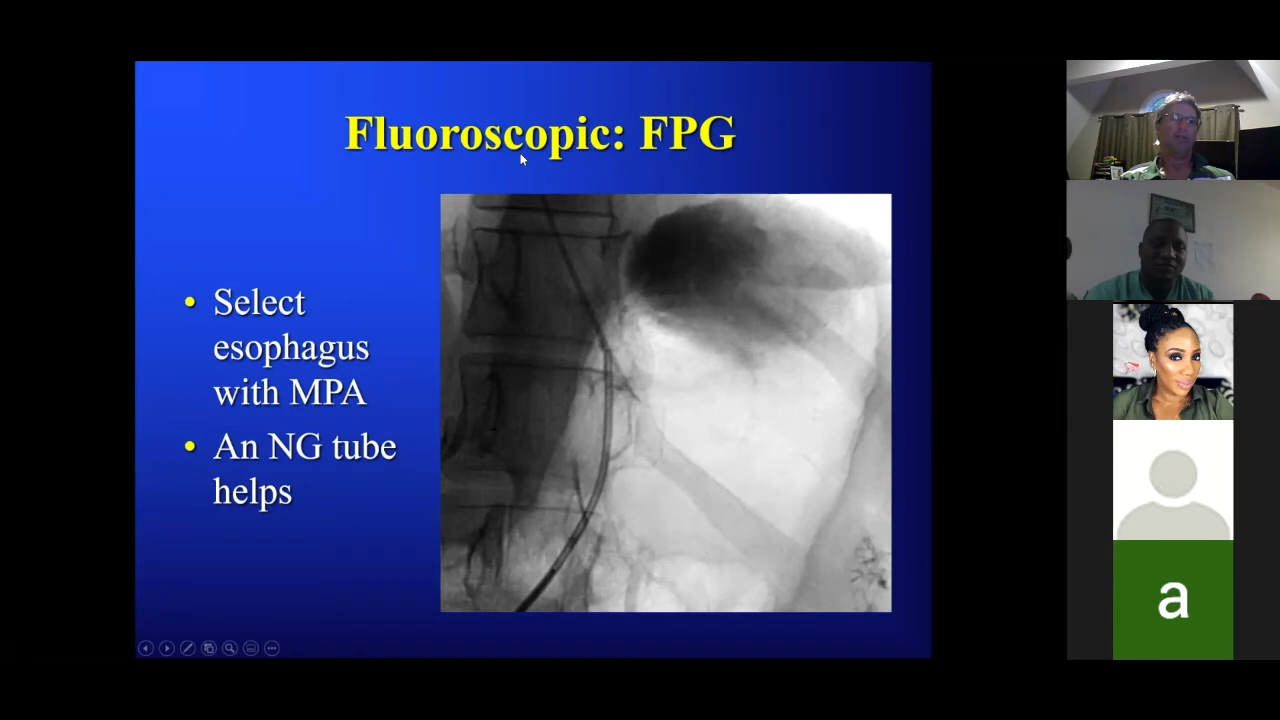 Fluoroscopic: FPG
• Select
esophagus
with MPA
• An NG tube
helps
a